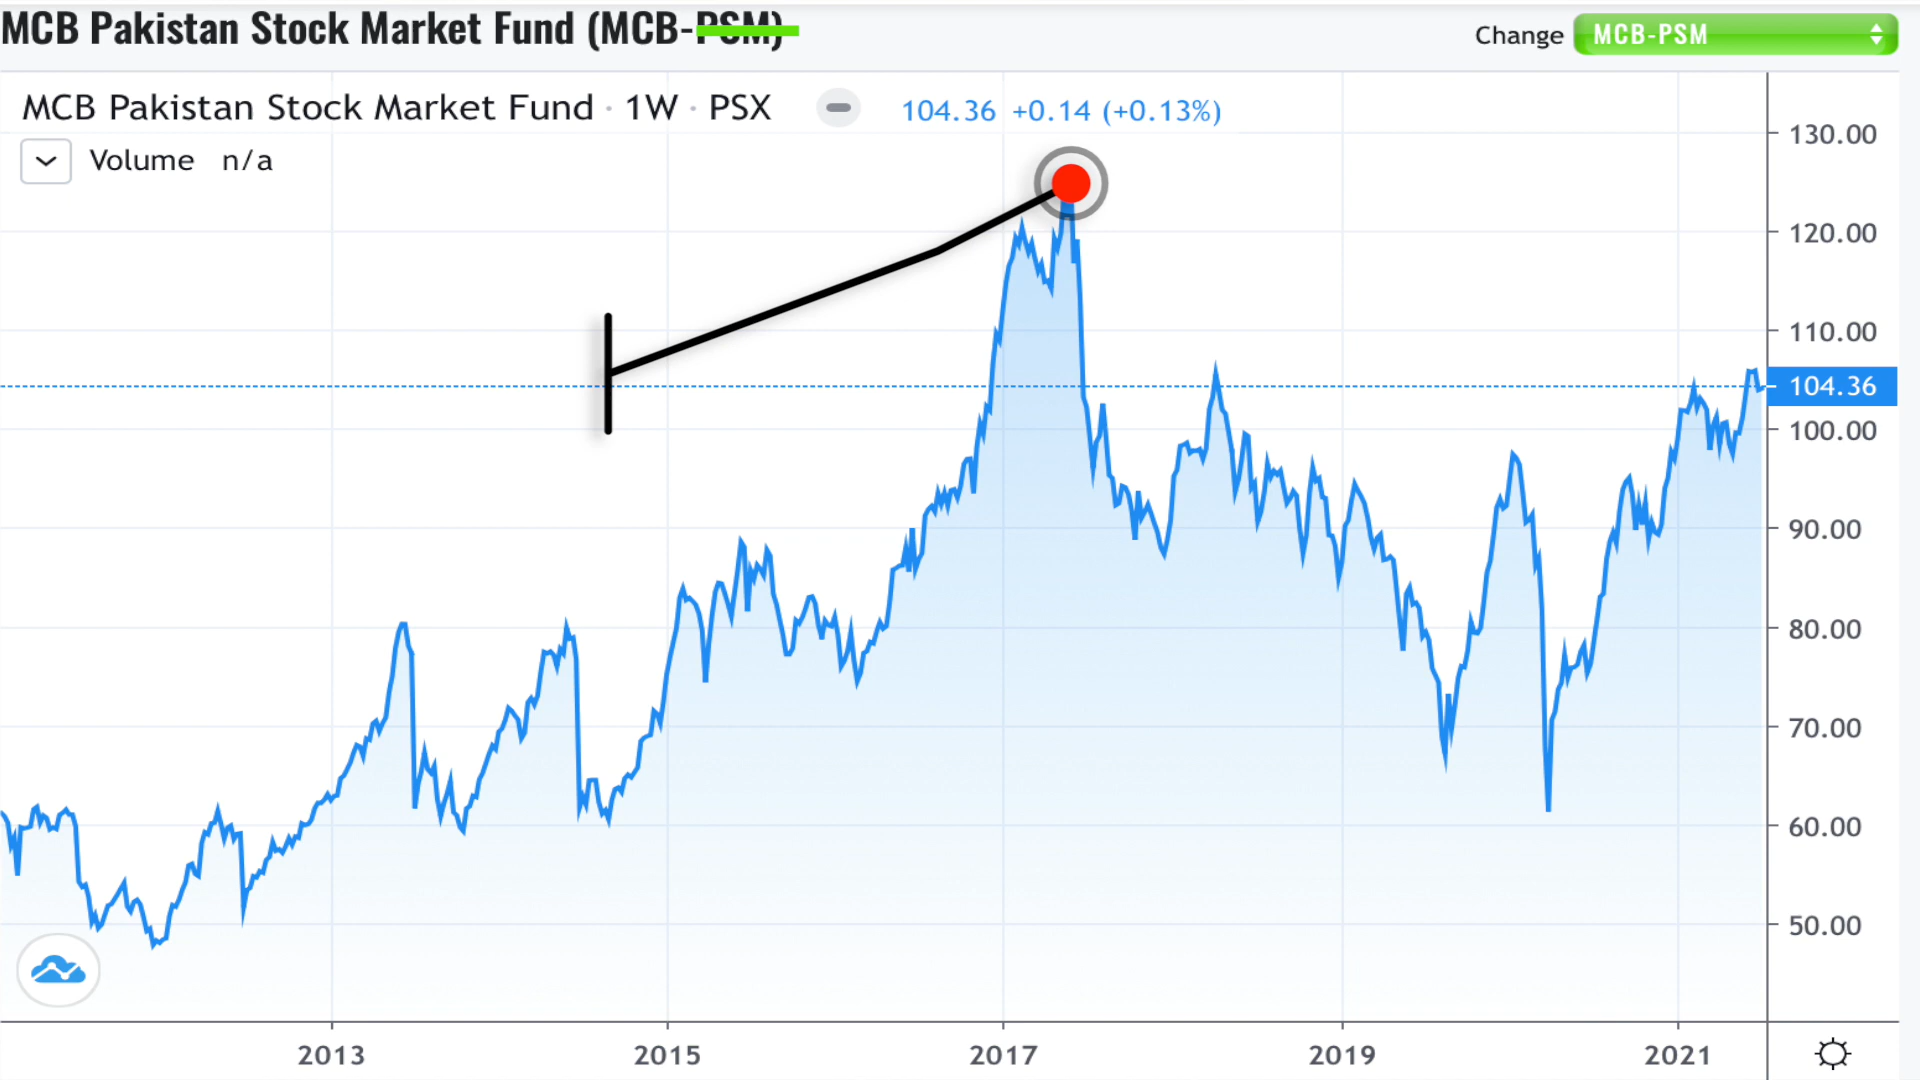 MCB Pakistan Stock Market Fund (MCB-PSM)
Change MCB-PSM
MCB Pakistan Stock Market Fund · 1W · PSX 104.36 +0.14 (+0.13%)
Volume n/a
130.00
120.00
110.00
104.36
100.00
90.00
80.00
70.00
60.00
50.00
2013 2015 2017 2019 2021